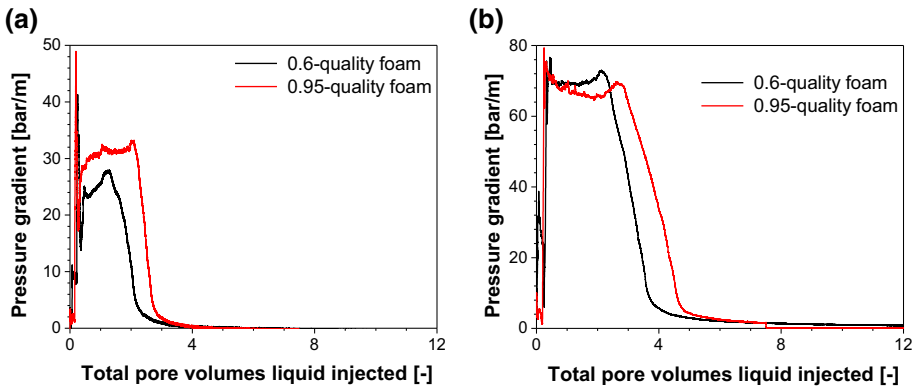 (a)
Pressure gradient [bar/m]
50
40
30
20
10
0
0 4 8 12
Total pore volumes liquid injected [-]
0.6-quality foam
0.95-quality foam
(b)
Pressure gradient [bar/m]
80
60
40
20
0
0 4 8 12
Total pore volumes liquid injected [-]
0.6-quality foam
0.95-quality foam